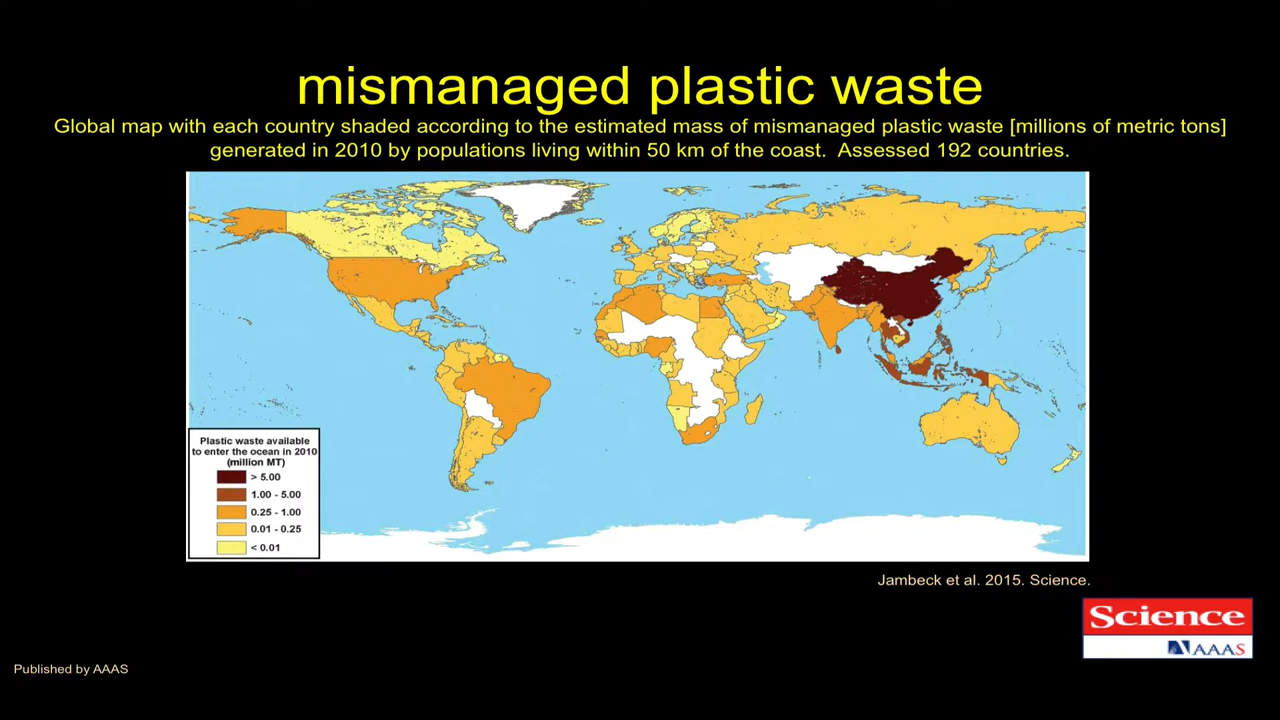 mismanaged plastic waste
Global map with each country shaded according to the estimated mass of mismanaged plastic waste [millions of metric tons]
generated in 2010 by populations living within 50 km of the coast.  Assessed 192 countries.
Plastic waste available
to enter the ocean in 2010
(million MT)
> 5.00
1.00 - 5.00
0.25 - 1.00
0.01 - 0.25
< 0.01
Jambeck et al. 2015. Science.
Science
AAAS
Published by AAAS